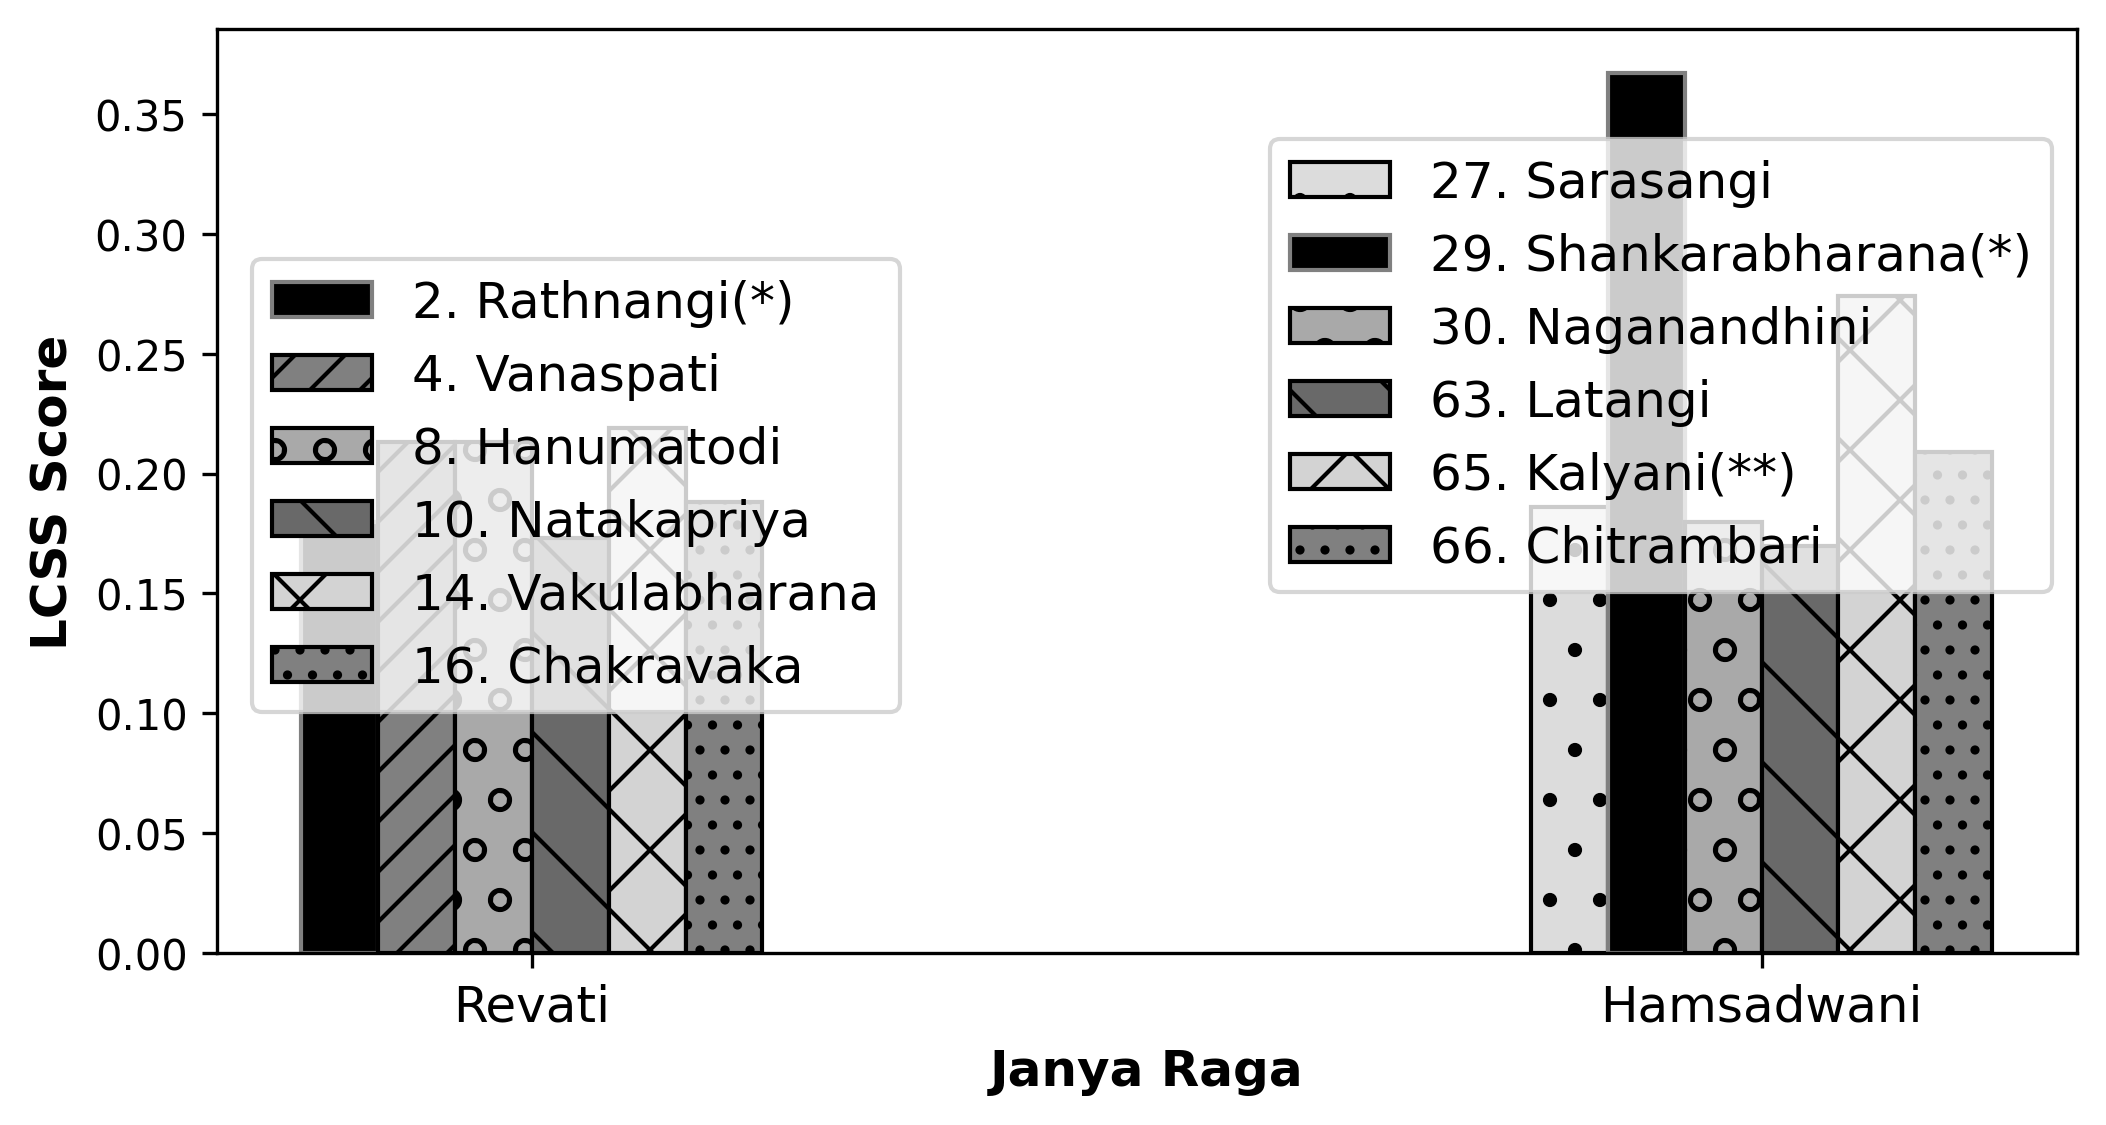 LCSS Score
0.35
0.30
0.25
0.20
0.15
0.10
0.05
0.00
2. Rathnangi(*)
4. Vanaspati
8. Hanumatodi
10. Natakapriya
14. Vakulabharana
16. Chakravaka
27. Sarasangi
29. Shankarabharana(*)
30. Naganandhini
63. Latangi
65. Kalyani(**)
66. Chitrambari
Revati
Hamsadwani
Janya Raga